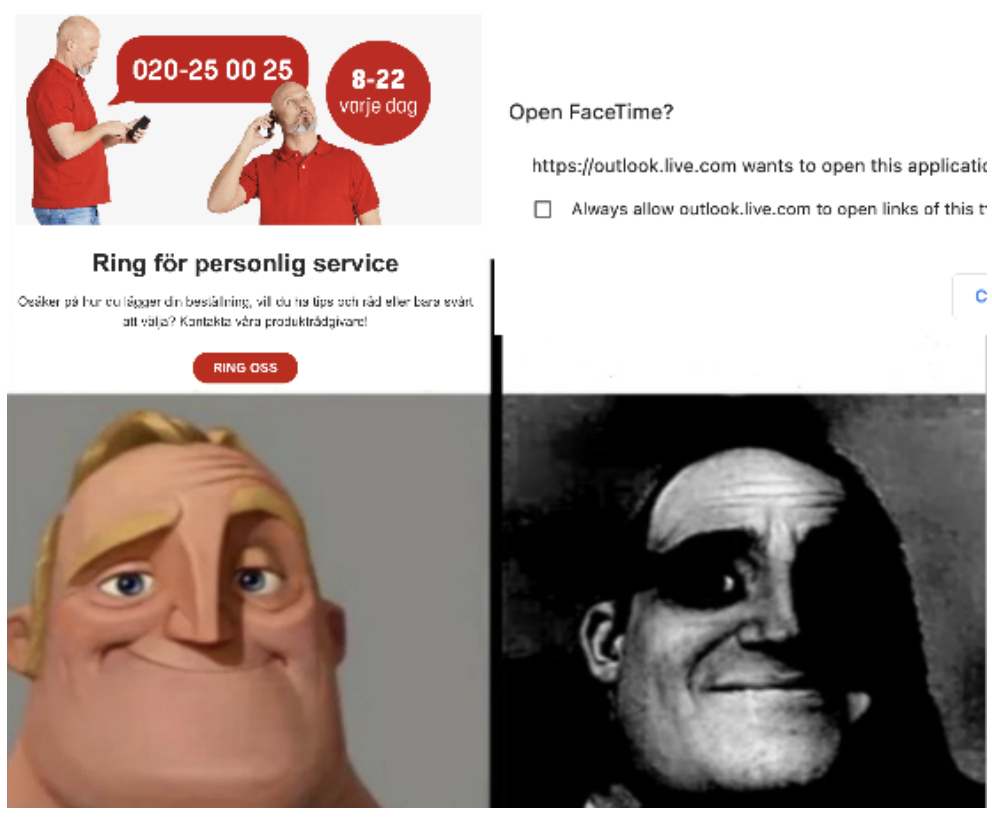 020-25 00 25
8-22
varje dag
Ring för personlig service
Osäker på hur du lägger din beställning, vill du ha tips och råd eller bara svårt
att välja? Kontakta våra produktrådgivare!
RING OSS
Open FaceTime?
https://outlook.live.com wants to open this applicatio
Always allow outlook.live.com to open links of this t
C